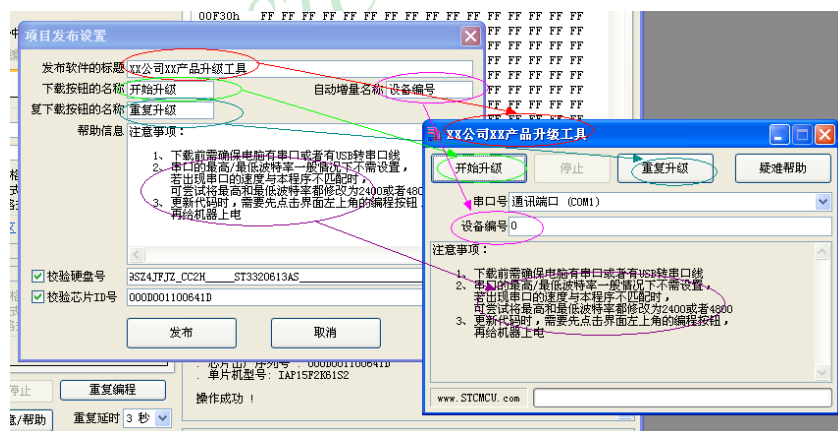 00F30h FF FF FF FF FF FF FF FF FF FF FF FF FF FF FF FF
项目发布设置
发布软件的标题 XX公司XX产品升级工具
下载按钮的名称 开始升级 自动增量名称 设备编号
复下载按钮的名称 重复升级
帮助信息 注意事项:
1、下载前需确保电脑有串口或者有USB转串口线
2、串口的最高/最低波特率一般情况下不需设置,
若出现串口的速度与本程序不匹配时,
可尝试将最高和最低波特率都修改为2400或者480
3、更新代码时,需要先点击界面左上角的编程按钮,
再给机器上电
校验硬盘号 3SZ4JFJZ_CC2H____ST3320613AS
校验芯片ID号 000D001100641D
发布 取消
XX公司XX产品升级工具
开始升级 停止 重复升级 疑难帮助
串口号 通讯端口 (COM1)
设备编号 0
注意事项:
1、下载前需确保电脑有串口或者有USB转串口线
2、串口的最高/最低波特率一般情况下不需设置,
若出现串口的速度与本程序不匹配时,
可尝试将最高和最低波特率都修改为2400或者4800
3、更新代码时,需要先点击界面左上角的编程按钮,
再给机器上电
www.STCMCU.com
. 单片机型号: IAP15F2K61S2
操作成功 !
停止 重复编程
意/帮助 重复延时 3 秒